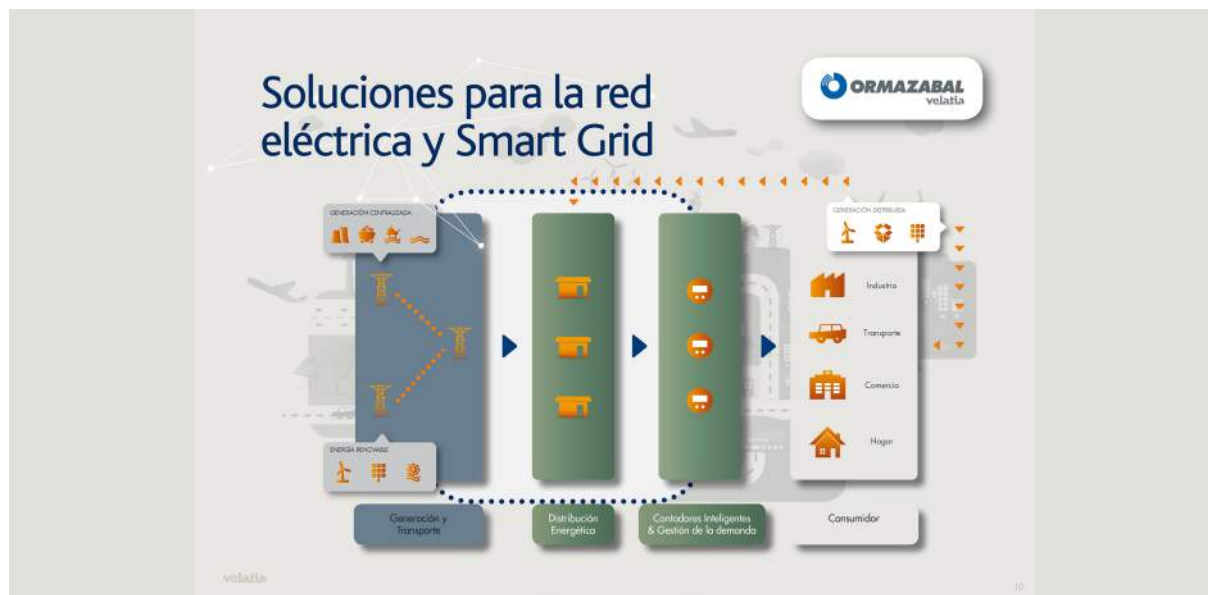 Soluciones para la red
eléctrica y Smart Grid
ORMAZABAL
velatia
GENERACIÓN CENTRALIZADA
GENERACIÓN DISTRIBUIDA
Industria
Transporte
Comercio
Hogar
ENERGÍA RENOVABLE
Generación y
Transporte
Distribución
Energética
Contadores Inteligentes
& Gestión de la demanda
Consumidor
velatia
10